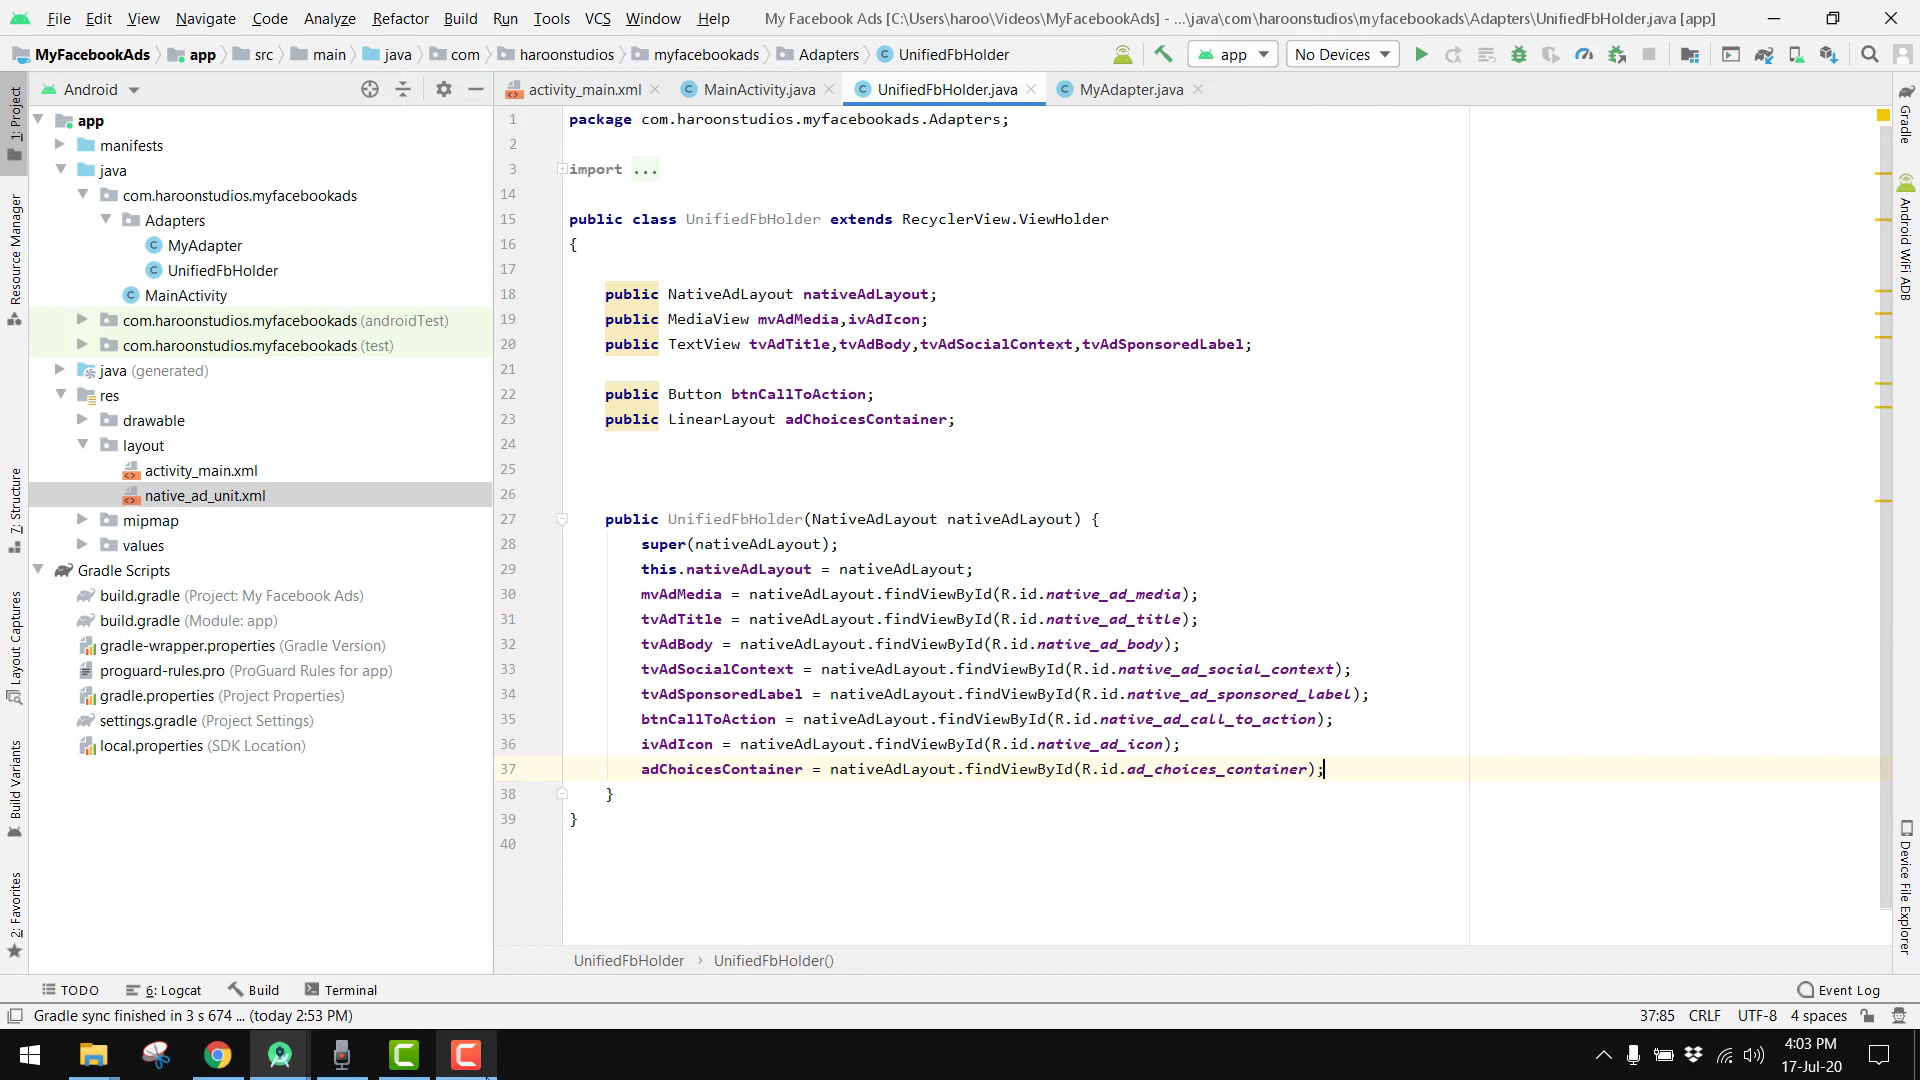 File Edit View Navigate Code Analyze Refactor Build Run Tools VCS Window Help My Facebook Ads [C:\Users\haroo\Videos\MyFacebookAds] - ...\java\com\haroonstudios\myfacebookads\Adapters\UnifiedFbHolder.java [app]
MyFacebookAds app src main java com haroonstudios myfacebookads Adapters UnifiedFbHolder app No Devices
Android activity_main.xml MainActivity.java UnifiedFbHolder.java MyAdapter.java
1: Project
Resource Manager
7: Structure
Layout Captures
Build Variants
2: Favorites
app
manifests
java
com.haroonstudios.myfacebookads
Adapters
MyAdapter
UnifiedFbHolder
MainActivity
com.haroonstudios.myfacebookads (androidTest)
com.haroonstudios.myfacebookads (test)
java (generated)
res
drawable
layout
activity_main.xml
native_ad_unit.xml
mipmap
values
Gradle Scripts
build.gradle (Project: My Facebook Ads)
build.gradle (Module: app)
gradle-wrapper.properties (Gradle Version)
proguard-rules.pro (ProGuard Rules for app)
gradle.properties (Project Properties)
settings.gradle (Project Settings)
local.properties (SDK Location)
1 package com.haroonstudios.myfacebookads.Adapters;
2
3 import ...
14
15 public class UnifiedFbHolder extends RecyclerView.ViewHolder
16 {
17
18 public NativeAdLayout nativeAdLayout;
19 public MediaView mvAdMedia,ivAdIcon;
20 public TextView tvAdTitle,tvAdBody,tvAdSocialContext,tvAdSponsoredLabel;
21
22 public Button btnCallToAction;
23 public LinearLayout adChoicesContainer;
24
25
26
27 public UnifiedFbHolder(NativeAdLayout nativeAdLayout) {
28 super(nativeAdLayout);
29 this.nativeAdLayout = nativeAdLayout;
30 mvAdMedia = nativeAdLayout.findViewById(R.id.native_ad_media);
31 tvAdTitle = nativeAdLayout.findViewById(R.id.native_ad_title);
32 tvAdBody = nativeAdLayout.findViewById(R.id.native_ad_body);
33 tvAdSocialContext = nativeAdLayout.findViewById(R.id.native_ad_social_context);
34 tvAdSponsoredLabel = nativeAdLayout.findViewById(R.id.native_ad_sponsored_label);
35 btnCallToAction = nativeAdLayout.findViewById(R.id.native_ad_call_to_action);
36 ivAdIcon = nativeAdLayout.findViewById(R.id.native_ad_icon);
37 adChoicesContainer = nativeAdLayout.findViewById(R.id.ad_choices_container);
38 }
39 }
40
Gradle
Android WiFi ADB
Device File Explorer
UnifiedFbHolder › UnifiedFbHolder()
TODO 6: Logcat Build Terminal Event Log
Gradle sync finished in 3 s 674 ... (today 2:53 PM) 37:85 CRLF UTF-8 4 spaces
4:03 PM
17-Jul-20